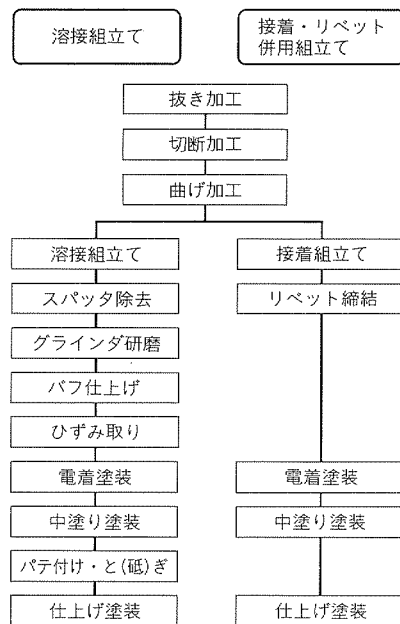 溶接組立て
接着・リベット
併用組立て
抜き加工
切断加工
曲げ加工
溶接組立て
スパッタ除去
グラインダ研磨
バフ仕上げ
ひずみ取り
電着塗装
中塗り塗装
パテ付け・と(砥)ぎ
仕上げ塗装
接着組立て
リベット締結
電着塗装
中塗り塗装
仕上げ塗装